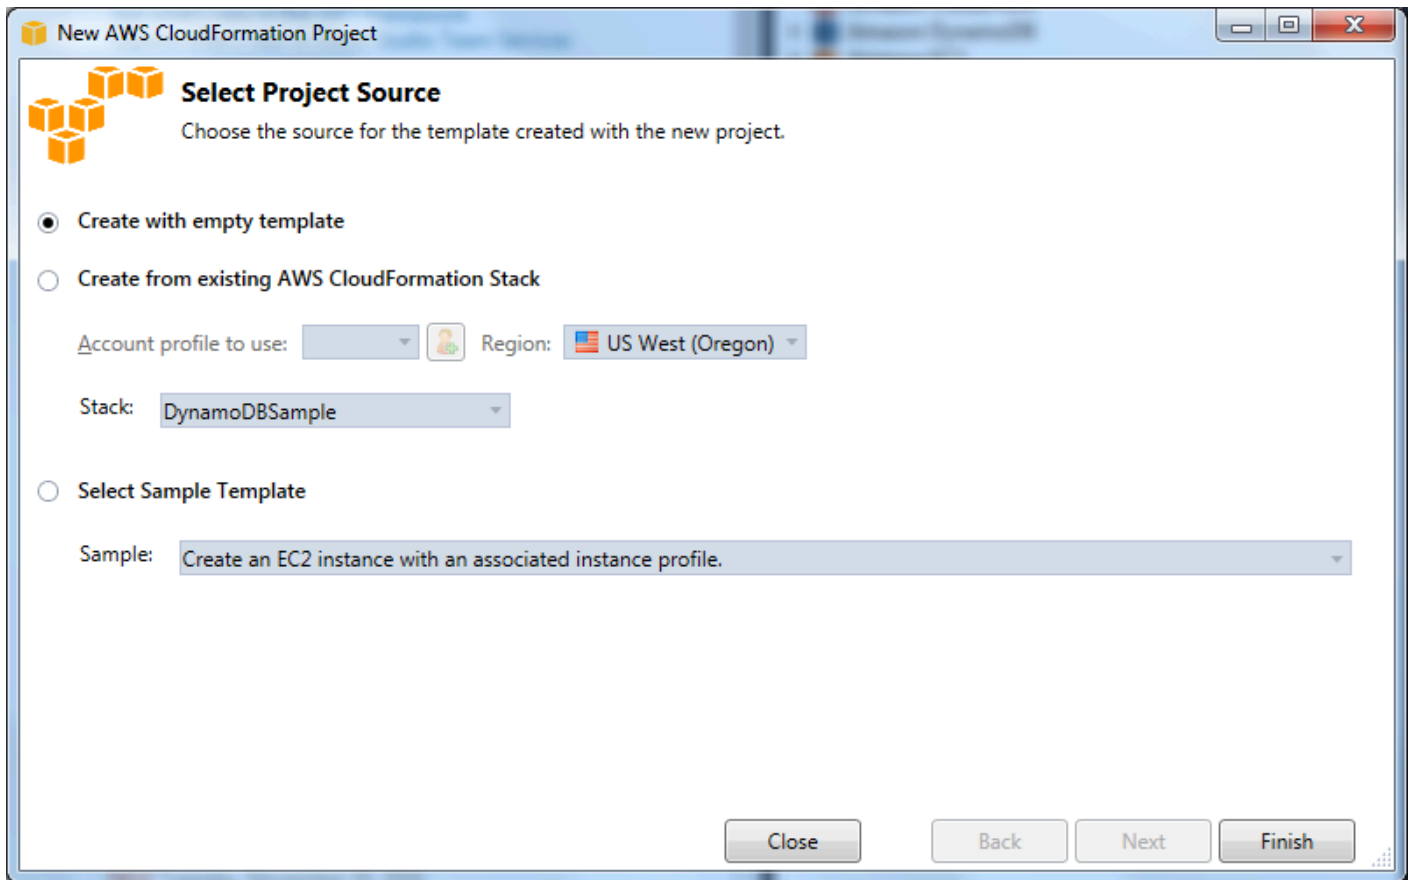 New AWS CloudFormation Project
Amazon DynamoDB
Select Project Source
Choose the source for the template created with the new project.
Create with empty template
Create from existing AWS CloudFormation Stack
Account profile to use: Region: US West (Oregon)
Stack: DynamoDBSample
Select Sample Template
Sample: Create an EC2 instance with an associated instance profile.
Close Back Next Finish